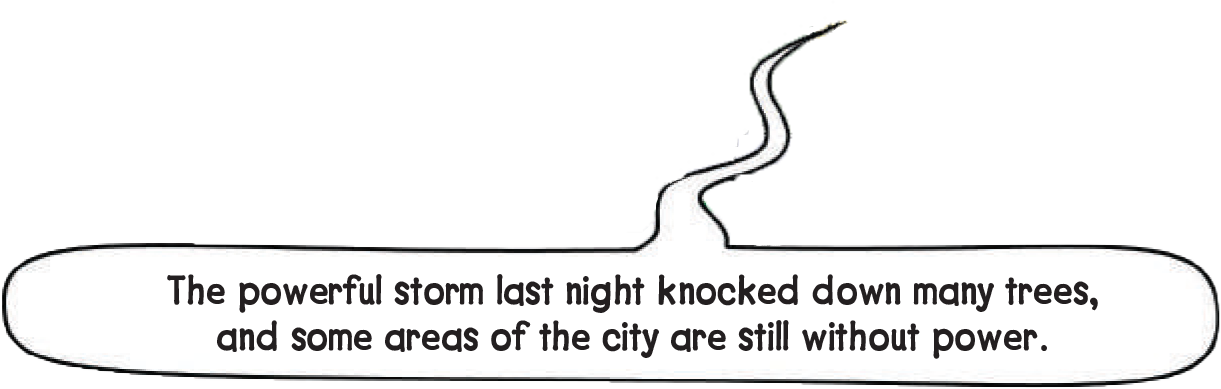 The powerful storm last night knocked down many trees,
and some areas of the city are still without power.